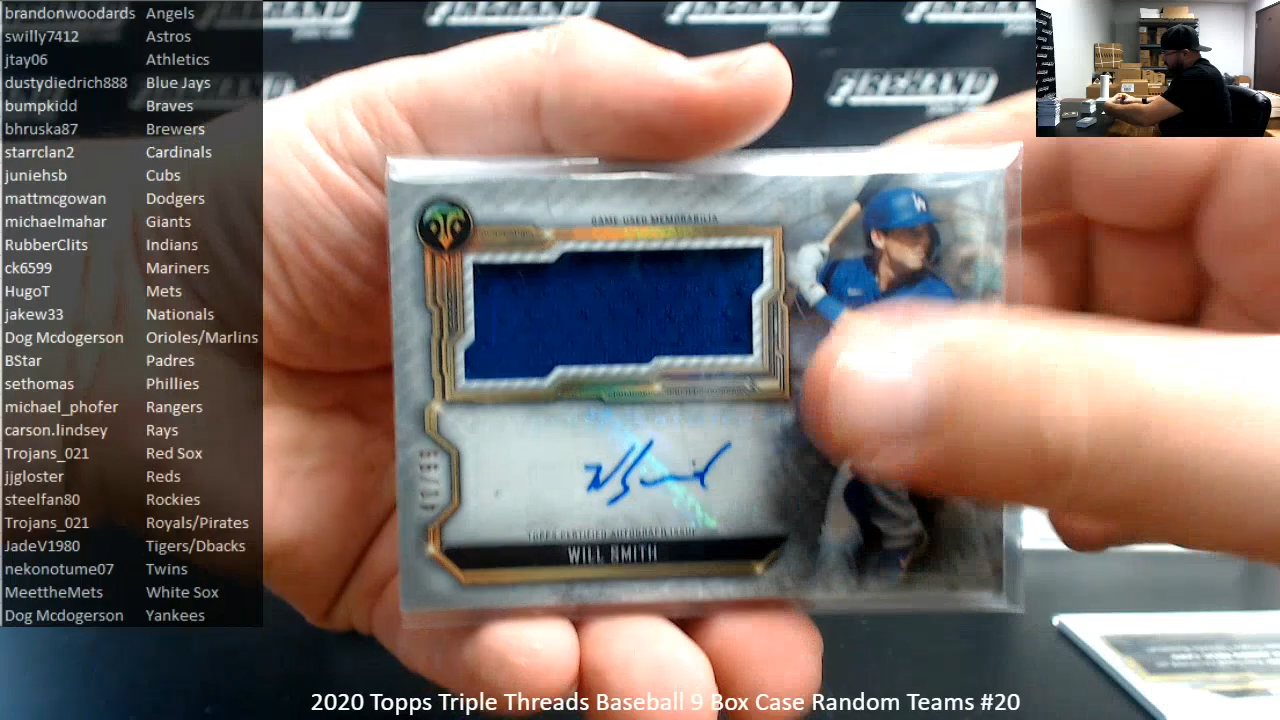 brandonwoodards Angels
swilly7412 Astros
jtay06 Athletics
dustydiedrich888 Blue Jays
bumpkidd Braves
bhruska87 Brewers
starrclan2 Cardinals
juniehsb Cubs
mattmcgowan Dodgers
michaelmahar Giants
RubberClits Indians
ck6599 Mariners
HugoT Mets
jakew33 Nationals
Dog Mcdogerson Orioles/Marlins
BStar Padres
sethomas Phillies
michael_phofer Rangers
carson.lindsey Rays
Trojans_021 Red Sox
jjgloster Reds
steelfan80 Rockies
Trojans_021 Royals/Pirates
JadeV1980 Tigers/Dbacks
nekonotume07 Twins
MeettheMets White Sox
Dog Mcdogerson Yankees
FIREHAND
GAME-USED MEMORABILIA
TOPPS CERTIFIED AUTOGRAPH ISSUE
WILL SMITH
2020 Topps Triple Threads Baseball 9 Box Case Random Teams #20